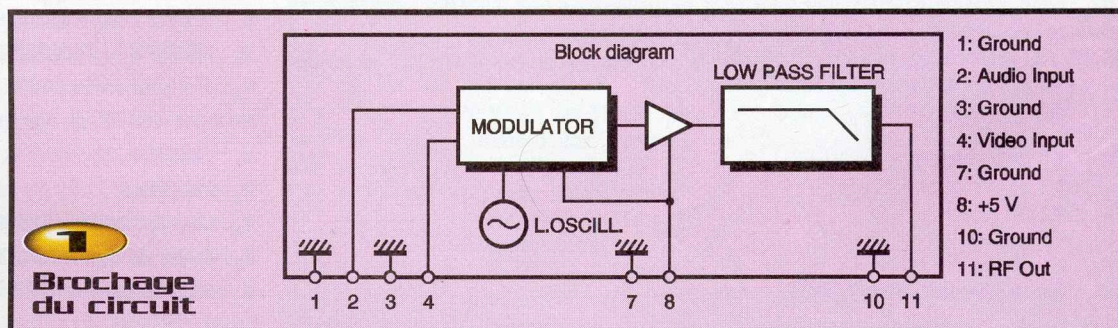 Block diagram
LOW PASS FILTER
MODULATOR
L.OSCILL.
1 2 3 4 7 8 10 11
1: Ground
2: Audio Input
3: Ground
4: Video Input
7: Ground
8: +5 V
10: Ground
11: RF Out
1
Brochage
du circuit